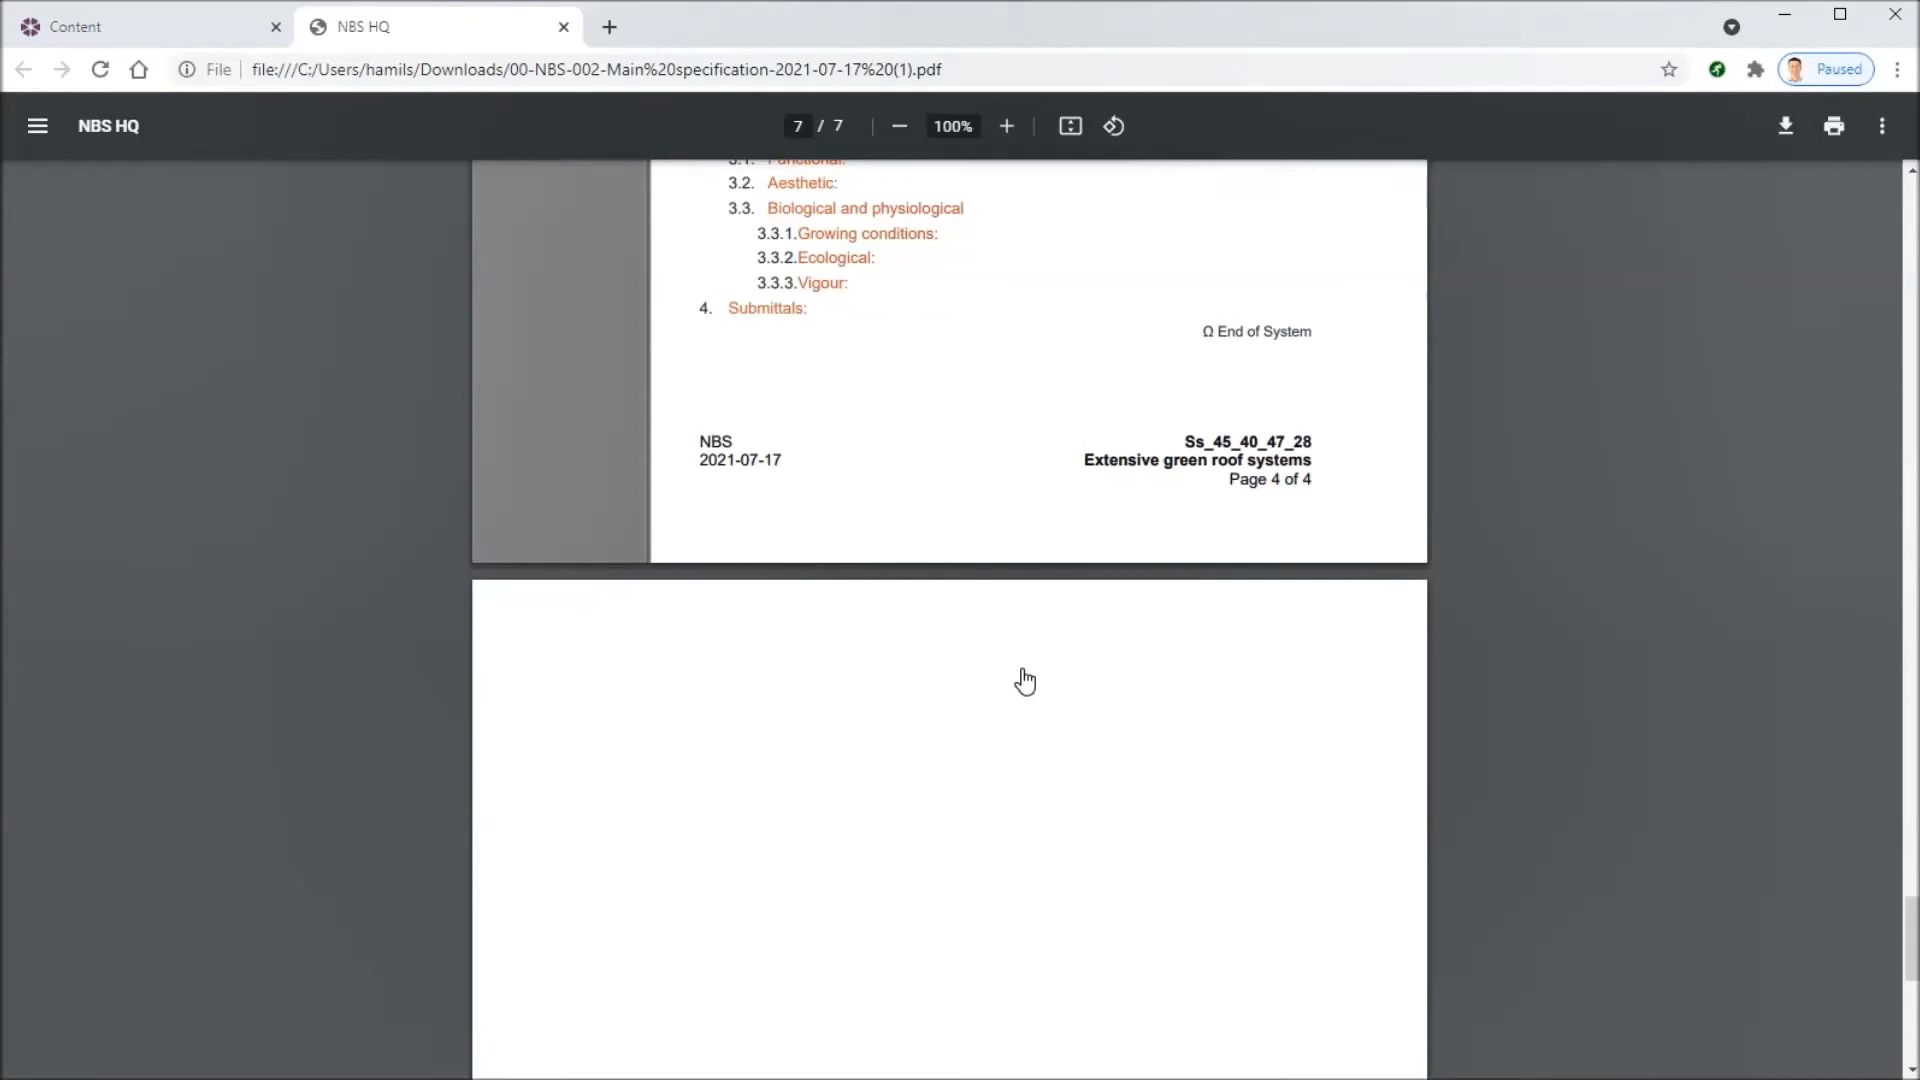 Content
NBS HQ
File
file:///C:/Users/hamils/Downloads/00-NBS-002-Main%20specification-2021-07-17%20(1).pdf
Paused
NBS HQ
7 / 7
100%
3.1. Functional:
3.2. Aesthetic:
3.3. Biological and physiological
3.3.1.Growing conditions:
3.3.2.Ecological:
3.3.3.Vigour:
4. Submittals:
Ω End of System
NBS
2021-07-17
Ss_45_40_47_28
Extensive green roof systems
Page 4 of 4